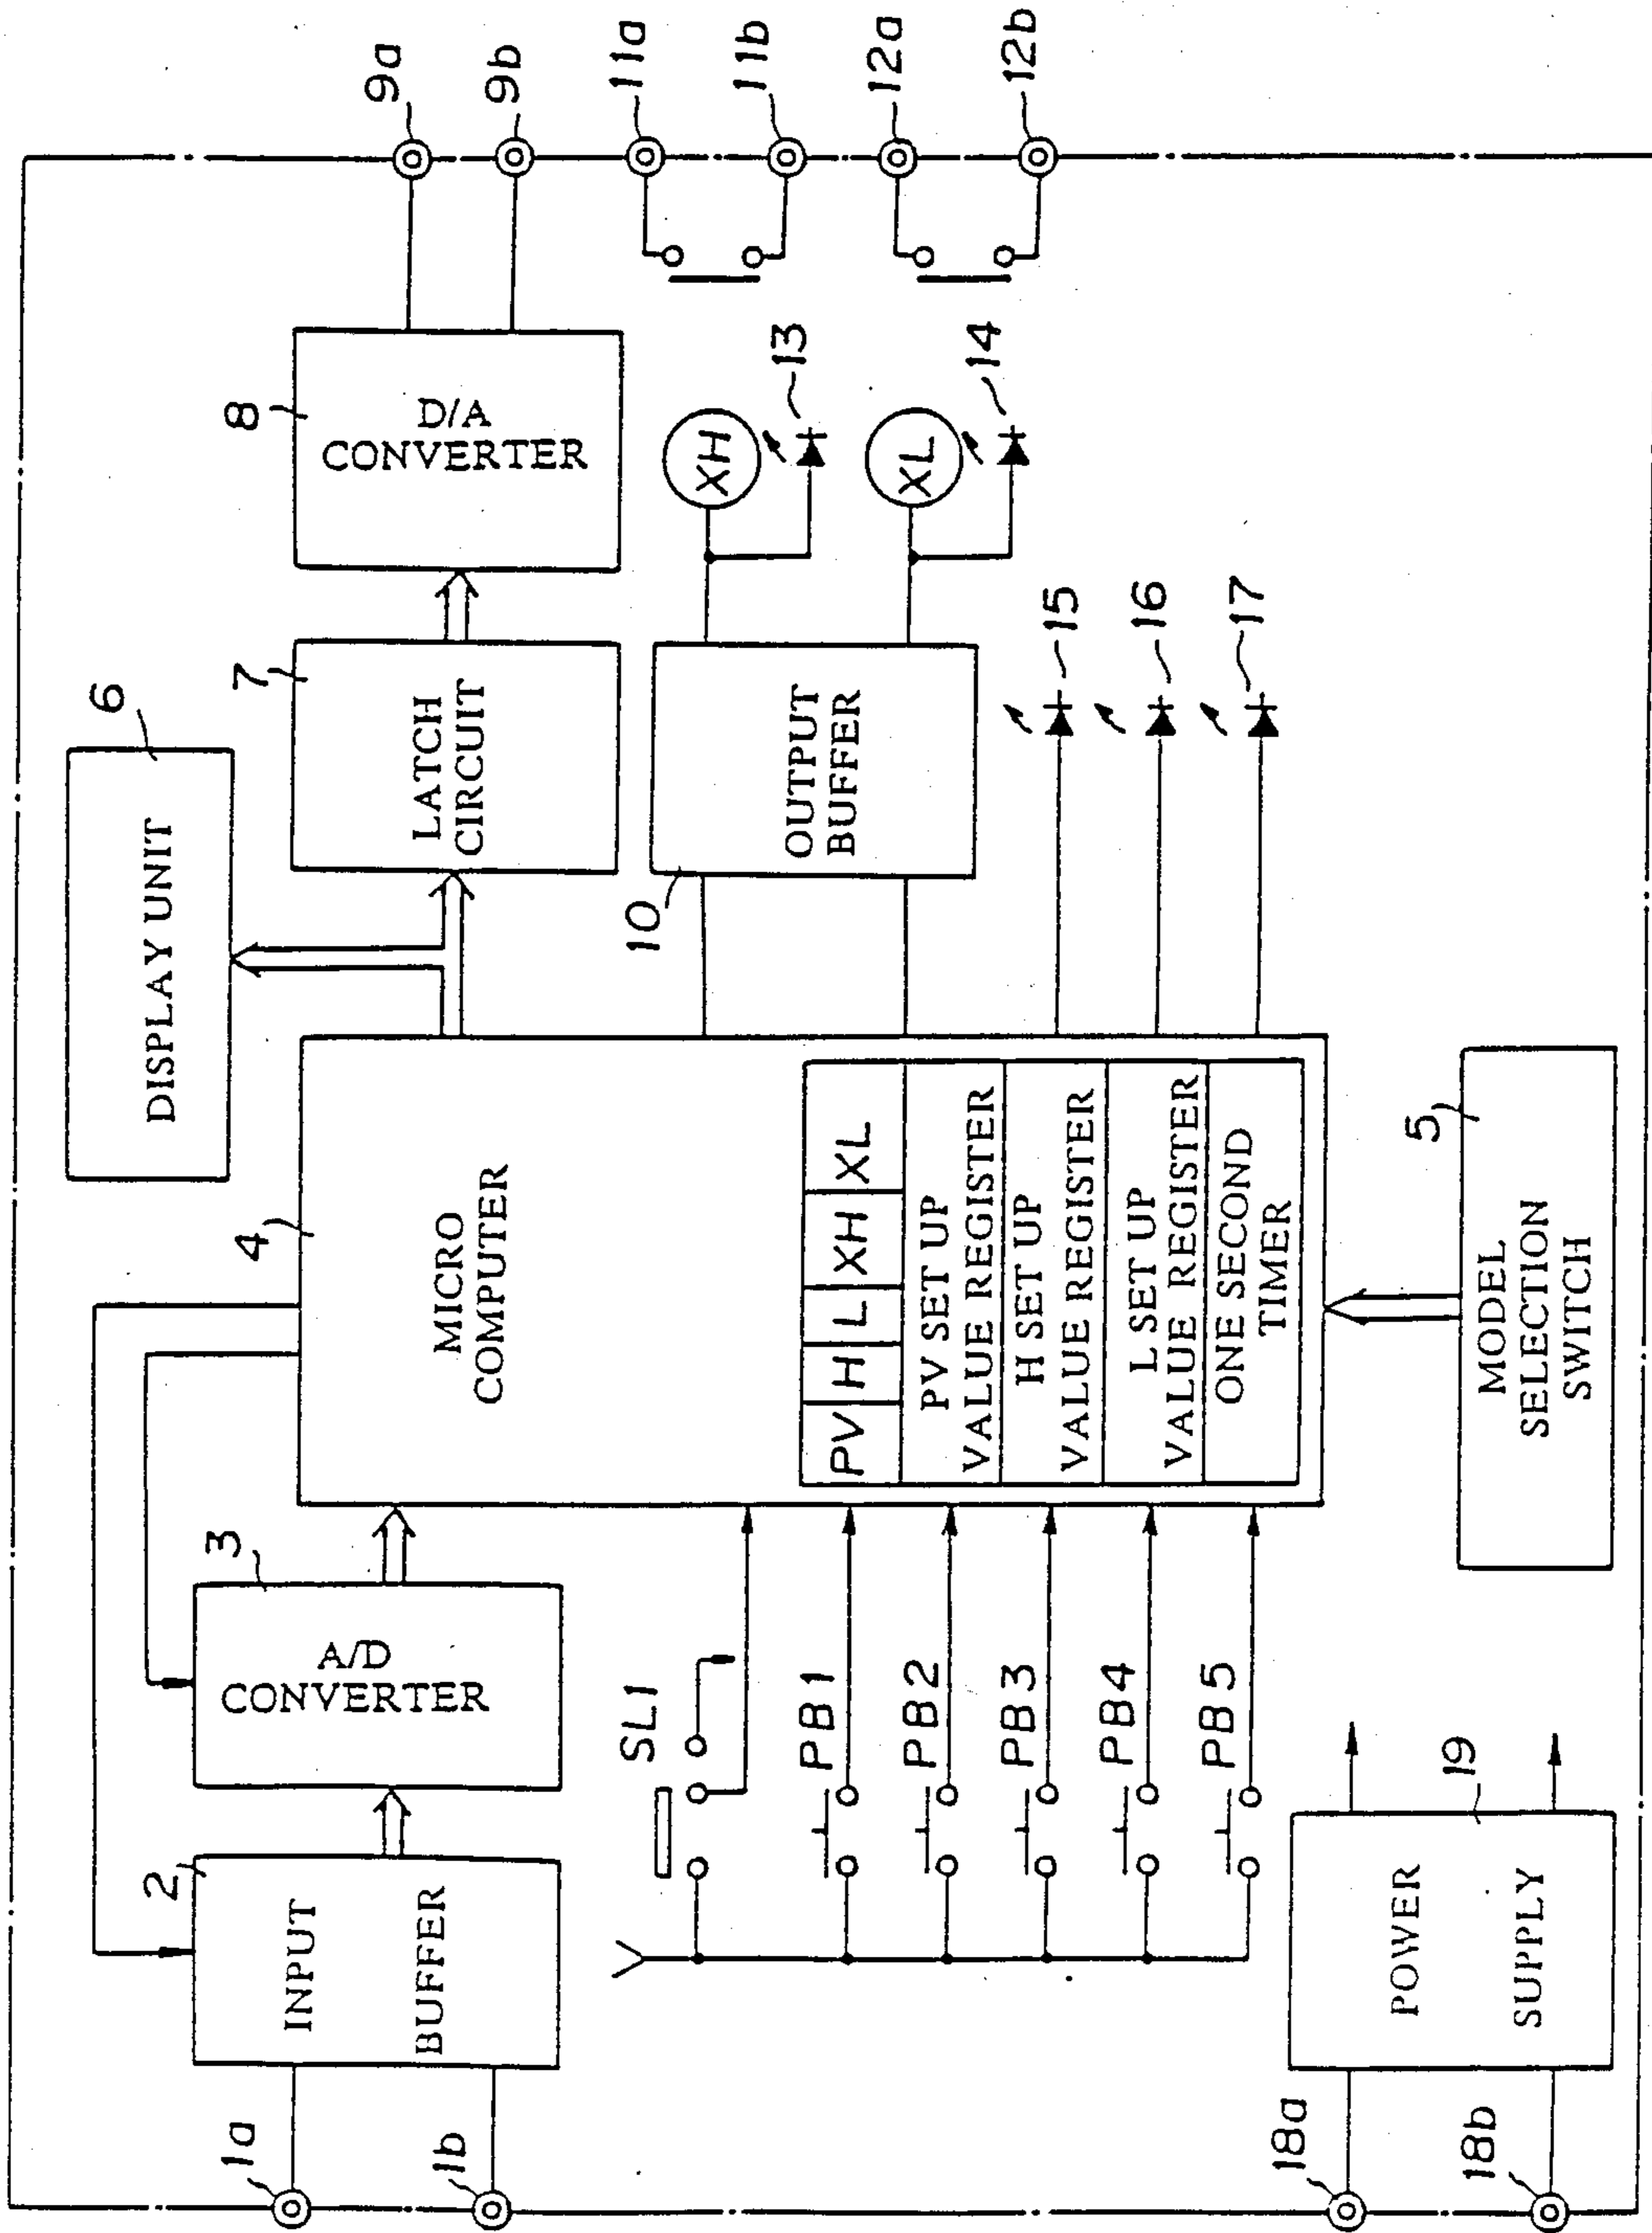 6
DISPLAY UNIT
2
INPUT
BUFFER
3
A/D
CONVERTER
4
MICRO
COMPUTER
7
LATCH
CIRCUIT
8
D/A
CONVERTER
9a
9b
1a
1b
SL1
PB1
PB2
PB3
PB4
PB5
PV
H
L
XH
XL
PV SET UP
VALUE REGISTER
H SET UP
VALUE REGISTER
L SET UP
VALUE REGISTER
ONE SECOND
TIMER
10
OUTPUT
BUFFER
XH
13
XL
14
11a
11b
12a
12b
15
16
17
18a
18b
POWER
SUPPLY
19
5
MODEL
SELECTION
SWITCH